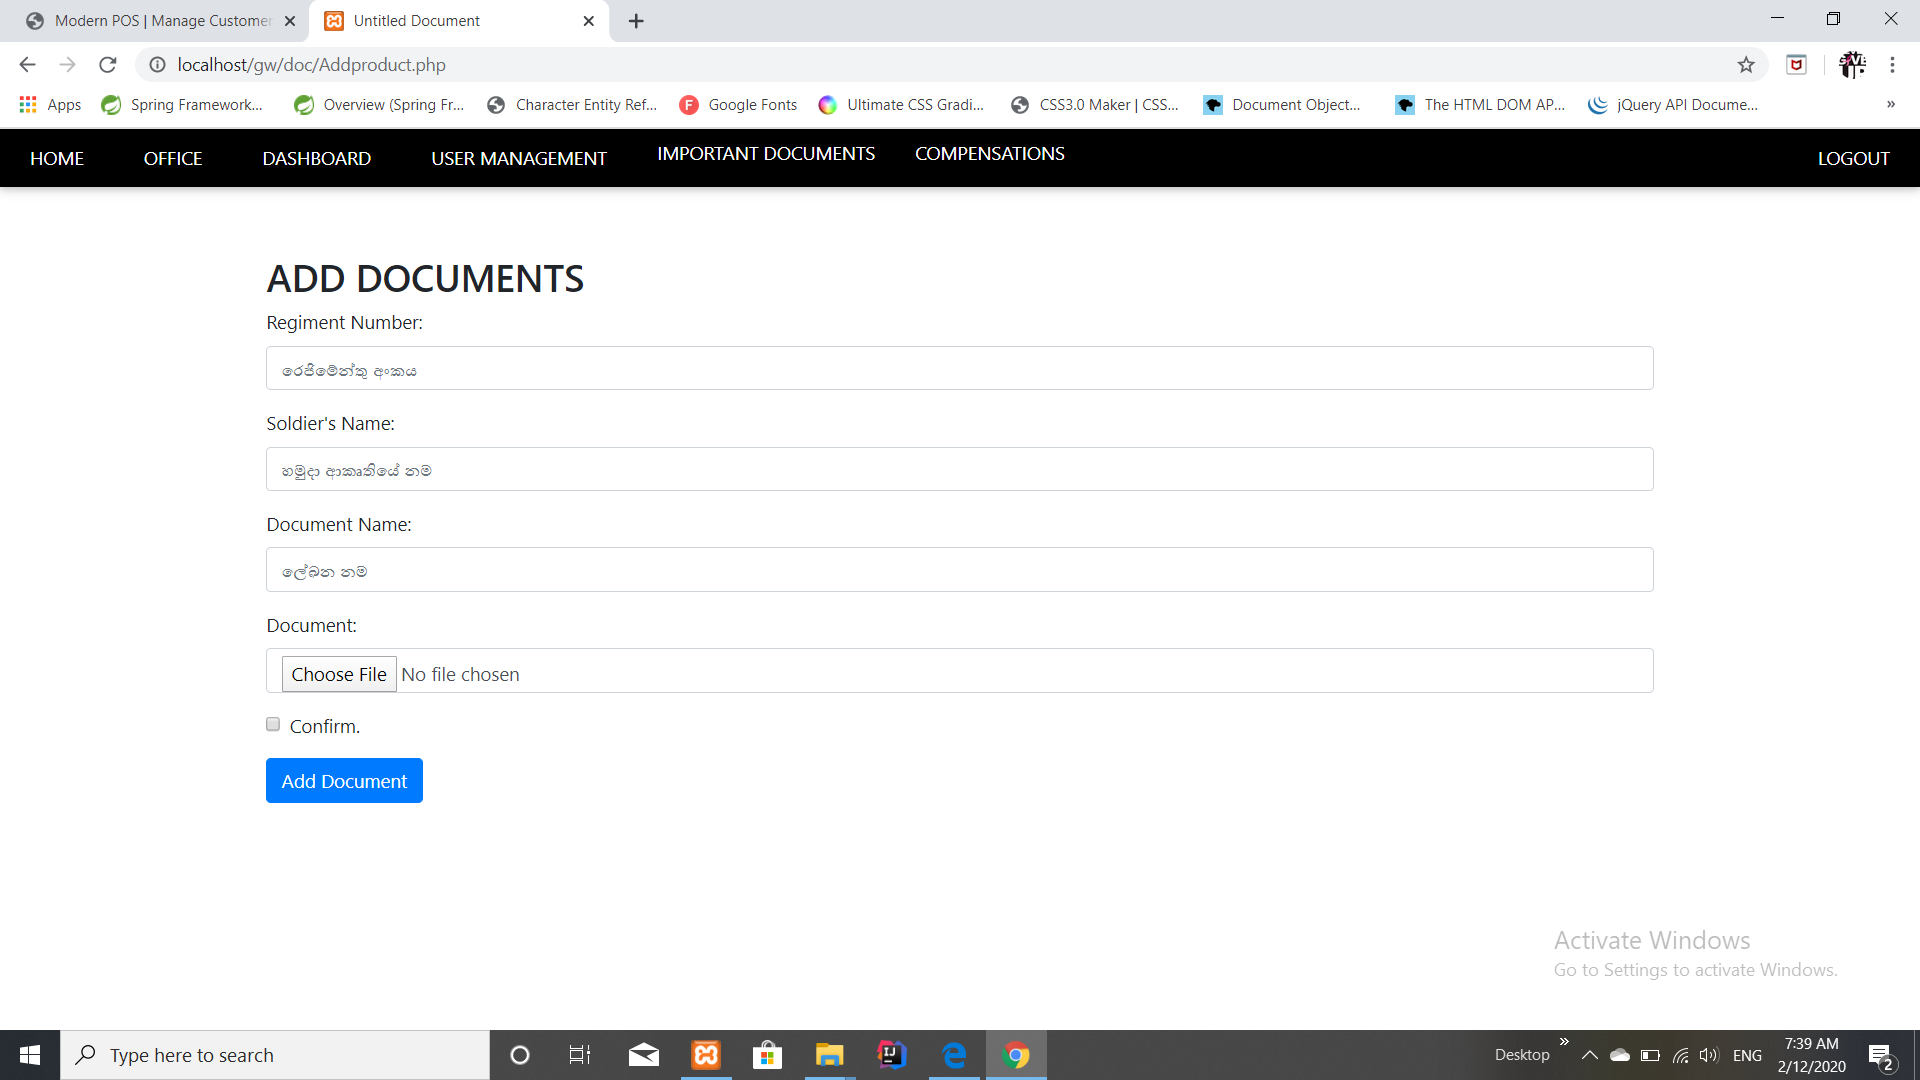 Modern POS | Manage Customer
Untitled Document
localhost/gw/doc/Addproduct.php
Apps
Spring Framework...
Overview (Spring Fr...
Character Entity Ref...
Google Fonts
Ultimate CSS Gradi...
CSS3.0 Maker | CSS...
Document Object...
The HTML DOM AP...
jQuery API Docume...
»
HOME
OFFICE
DASHBOARD
USER MANAGEMENT
IMPORTANT DOCUMENTS
COMPENSATIONS
LOGOUT
ADD DOCUMENTS
Regiment Number:
රෙජිමේන්තු අංකය
Soldier's Name:
හමුදා ආකෘතියේ නම
Document Name:
ලේඛන නම
Document:
Choose File No file chosen
Confirm.
Add Document
Activate Windows
Go to Settings to activate Windows.
Type here to search
Desktop
»
ENG
7:39 AM
2/12/2020
2